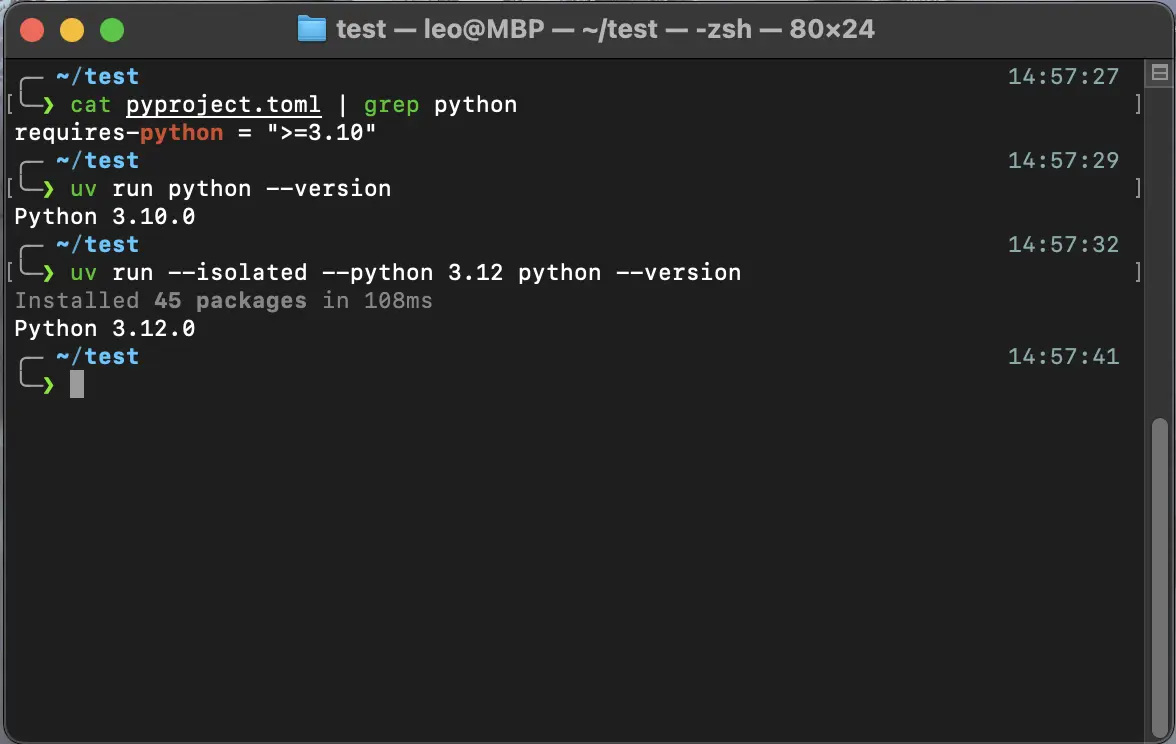 test — leo@MBP — ~/test — -zsh — 80×24
~/test 14:57:27
[ ❯ cat pyproject.toml | grep python ]
requires-python = ">=3.10"
~/test 14:57:29
[ ❯ uv run python --version ]
Python 3.10.0
~/test 14:57:32
[ ❯ uv run --isolated --python 3.12 python --version ]
Installed 45 packages in 108ms
Python 3.12.0
~/test 14:57:41
❯